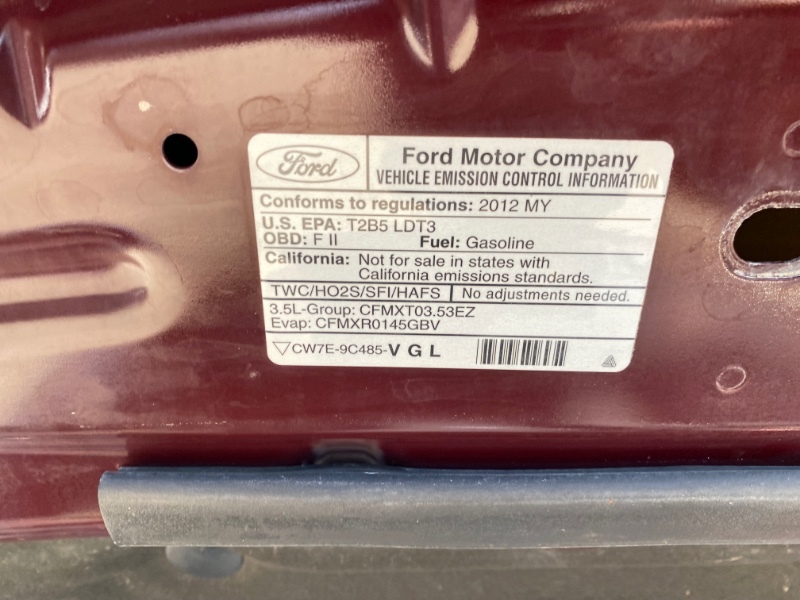 Ford
Ford Motor Company
VEHICLE EMISSION CONTROL INFORMATION
Conforms to regulations: 2012 MY
U.S. EPA: T2B5 LDT3
OBD: F II Fuel: Gasoline
California: Not for sale in states with
California emissions standards.
TWC/HO2S/SFI/HAFS No adjustments needed.
3.5L-Group: CFMXT03.53EZ
Evap: CFMXR0145GBV
CW7E-9C485-V G L